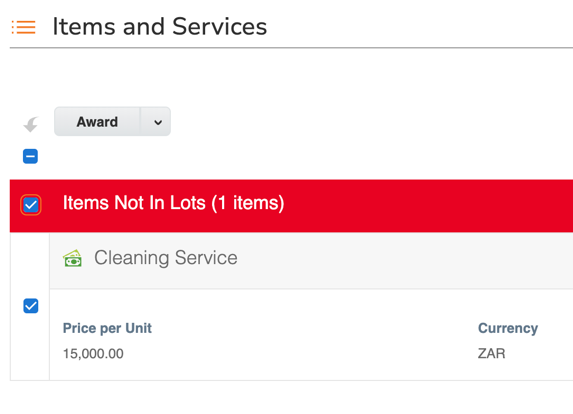 Items and Services
Award
Items Not In Lots (1 items)
Cleaning Service
Price per Unit Currency
15,000.00 ZAR